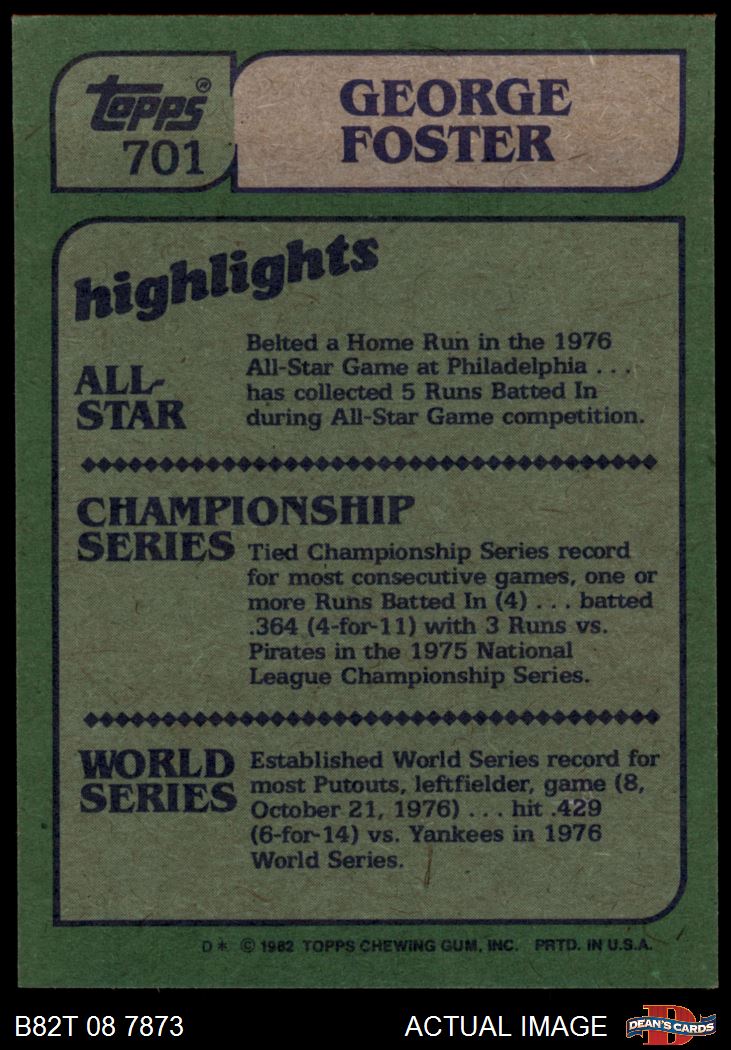 topps®
701
GEORGE
FOSTER
highlights
ALL-
STAR
Belted a Home Run in the 1976
All-Star Game at Philadelphia . . .
has collected 5 Runs Batted In
during All-Star Game competition.
CHAMPIONSHIP
SERIES
Tied Championship Series record
for most consecutive games, one or
more Runs Batted In (4) . . . batted
.364 (4-for-11) with 3 Runs vs.
Pirates in the 1975 National
League Championship Series.
WORLD
SERIES
Established World Series record for
most Putouts, leftfielder, game (8,
October 21, 1976) . . . hit .429
(6-for-14) vs. Yankees in 1976
World Series.
D* © 1982 TOPPS CHEWING GUM, INC. PRTD. IN U.S.A.
B82T 08 7873
ACTUAL IMAGE
D
DEAN'S CARDS